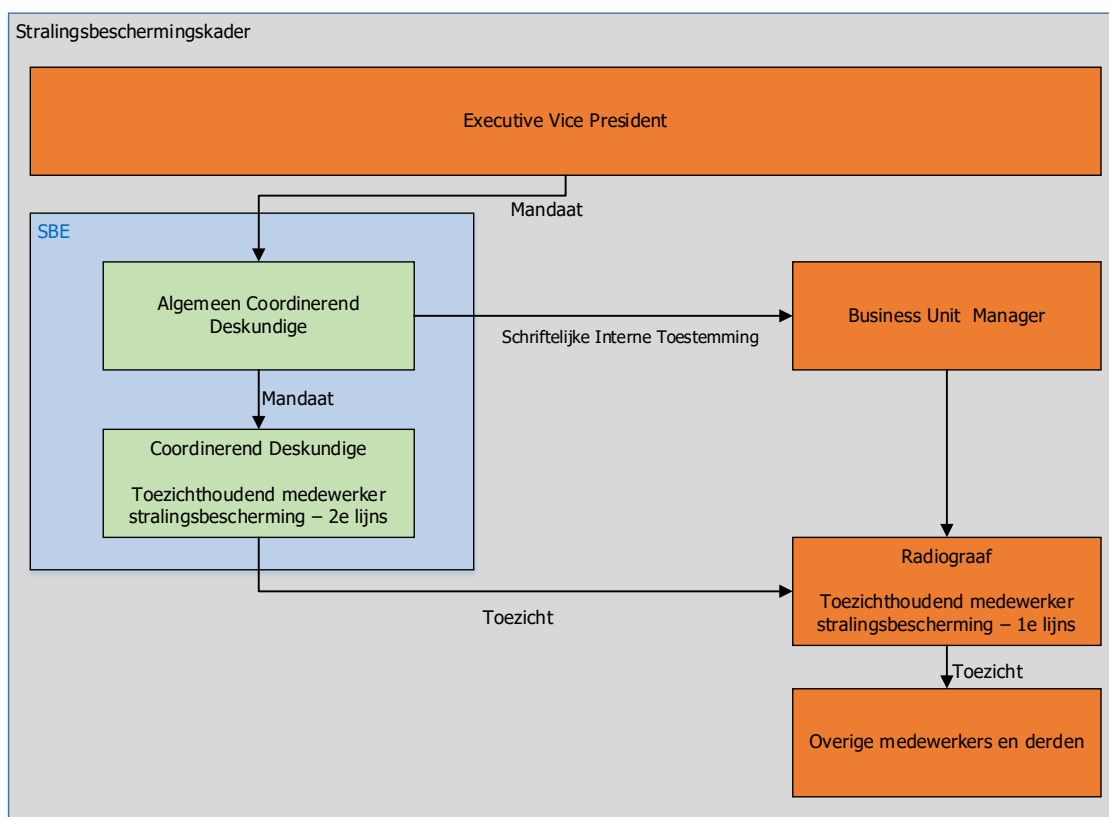 Stralingsbeschermingskader
Executive Vice President
Mandaat
SBE
Algemeen Coordinerend
Deskundige
Schriftelijke Interne Toestemming
Business Unit Manager
Mandaat
Coordinerend Deskundige
Toezichthoudend medewerker
stralingsbescherming – 2e lijns
Toezicht
Radiograaf
Toezichthoudend medewerker
stralingsbescherming – 1e lijns
Toezicht
Overige medewerkers en derden